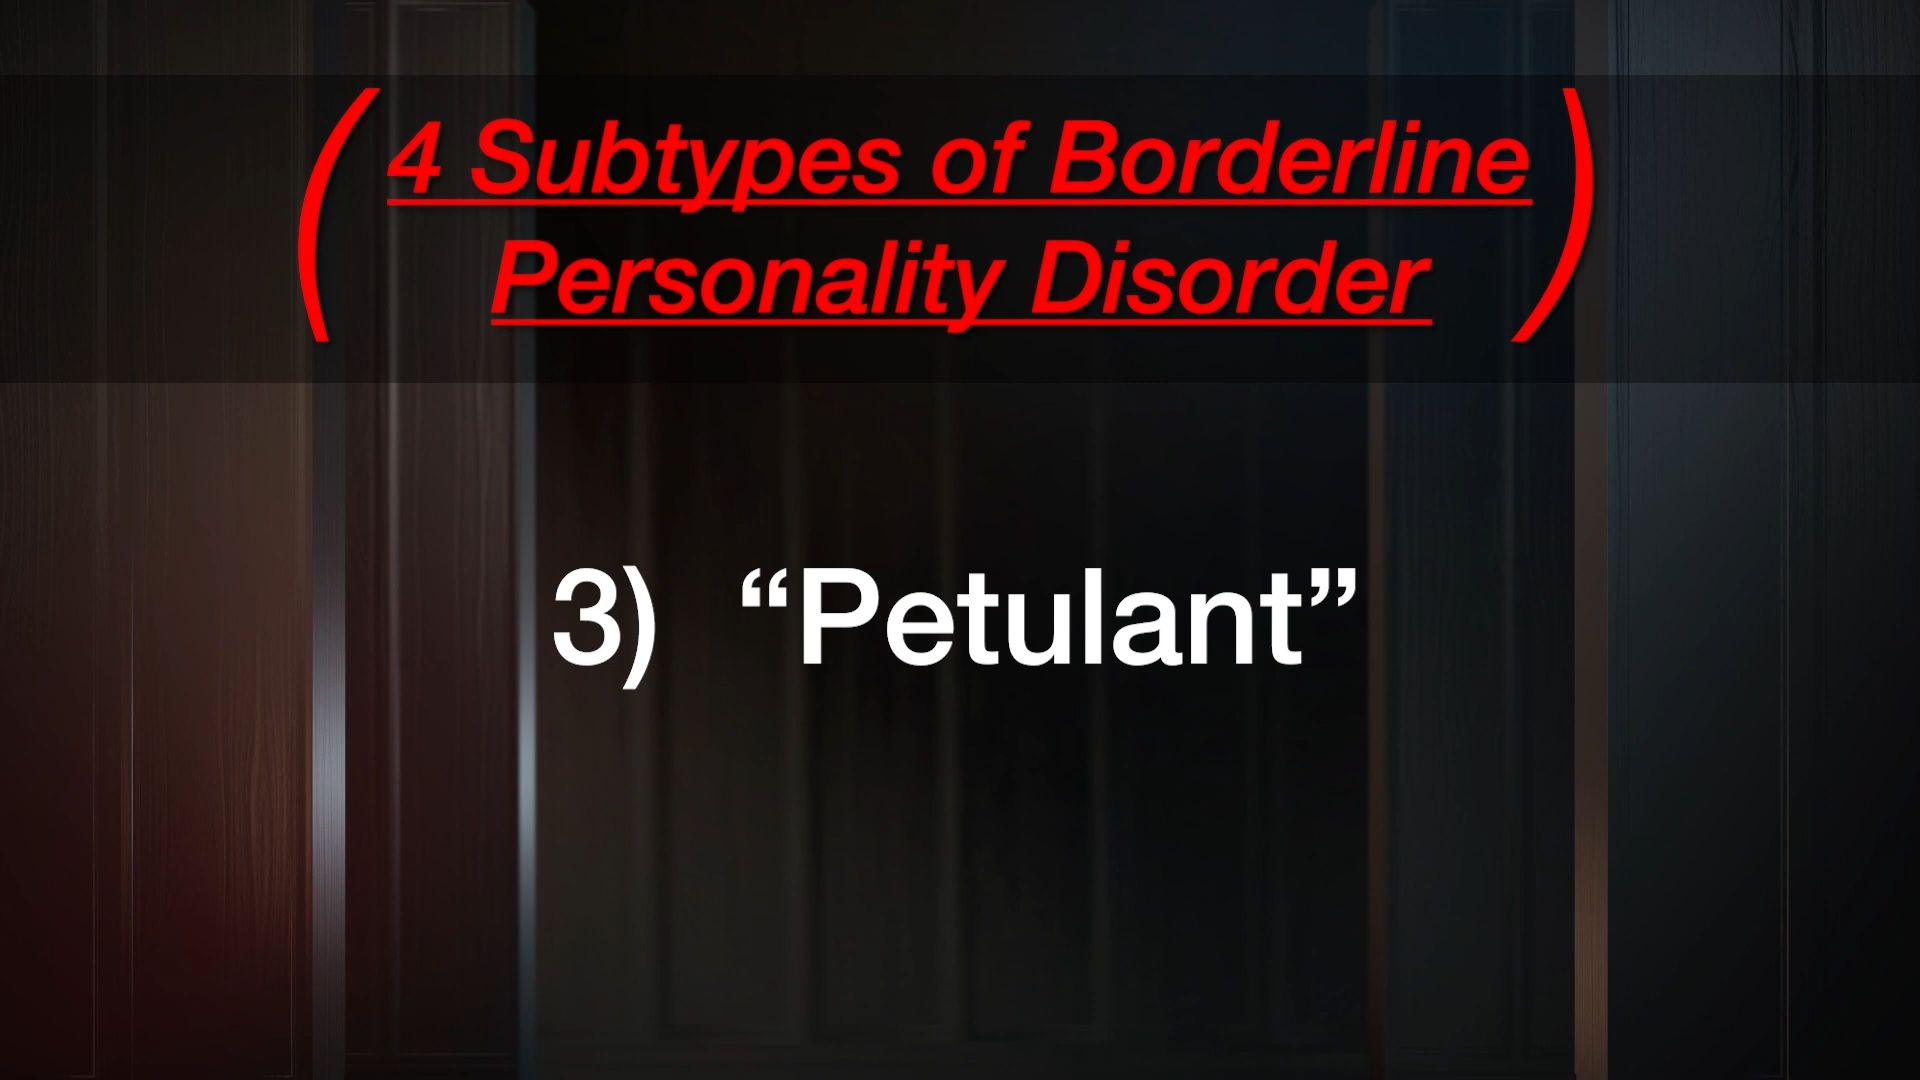 (4 Subtypes of Borderline
Personality Disorder)
3) “Petulant”